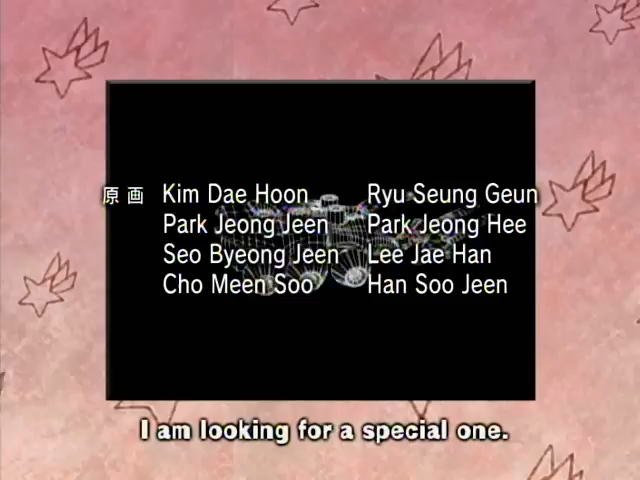 原画 Kim Dae Hoon Ryu Seung Geun
Park Jeong Jeen Park Jeong Hee
Seo Byeong Jeen Lee Jae Han
Cho Meen Soo Han Soo Jeen
I am looking for a special one.